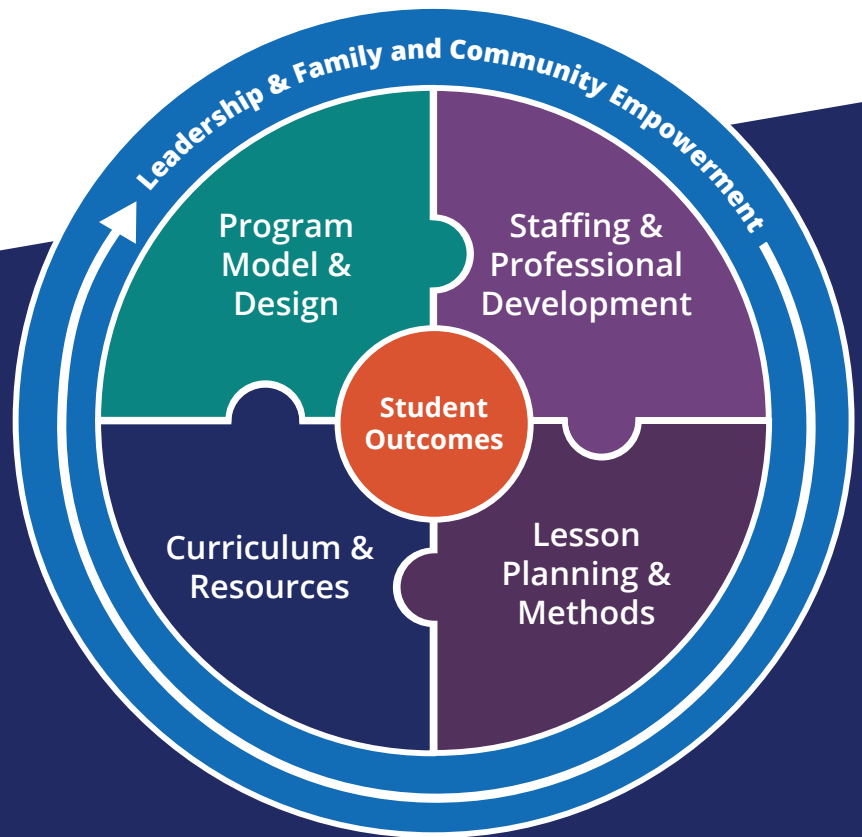 Leadership & Family and Community Empowerment
Program
Model &
Design
Staffing &
Professional
Development
Student
Outcomes
Curriculum &
Resources
Lesson
Planning &
Methods